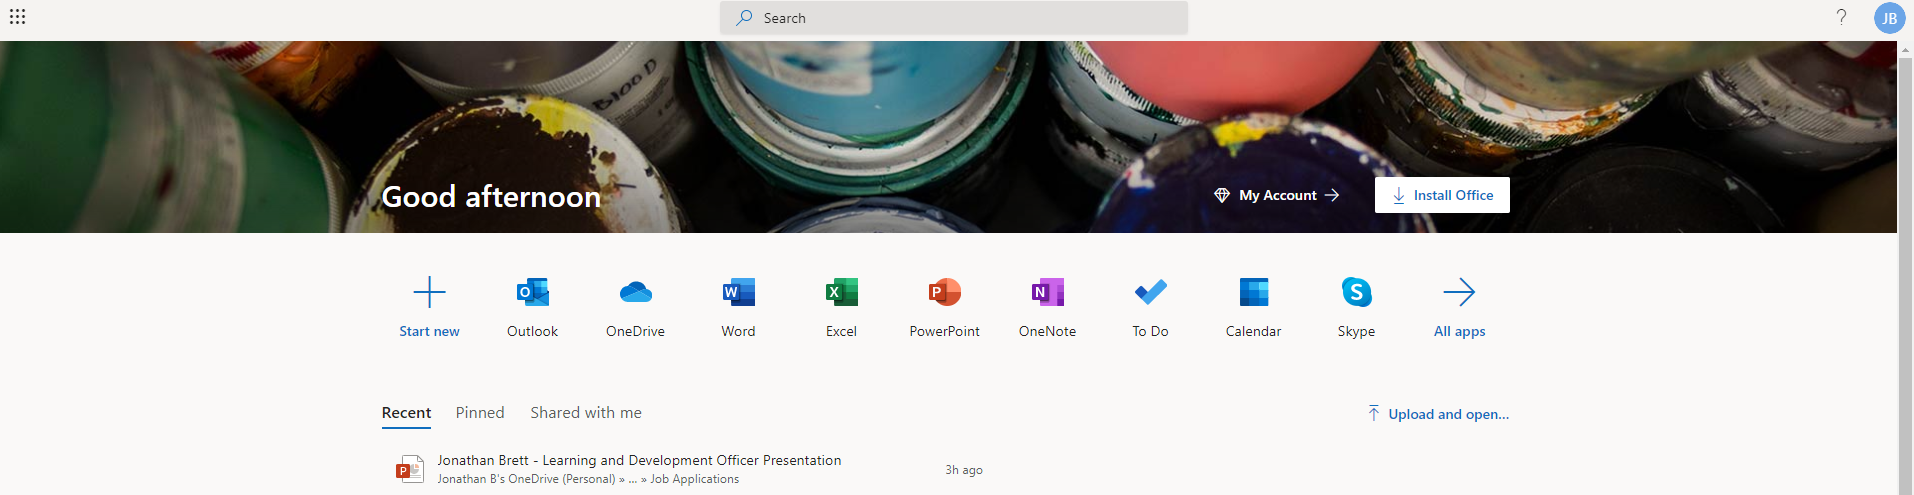 Search
?
JB
BlooD
Good afternoon
My Account
Install Office
Start new
Outlook
OneDrive
Word
Excel
PowerPoint
OneNote
To Do
Calendar
Skype
All apps
Recent
Pinned
Shared with me
Upload and open...
Jonathan Brett - Learning and Development Officer Presentation
3h ago
Jonathan B's OneDrive (Personal) » ... » Job Applications